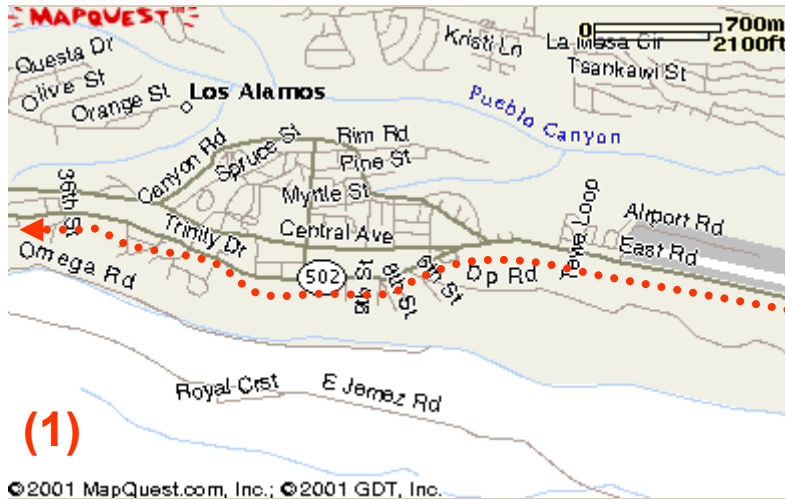 MAPQUEST
0 700m
2100ft
Kristi Ln
La Mesa Cir
Tsankawi St
Questa Dr
Olive St
Orange St
Los Alamos
Pueblo Canyon
Canyon Rd
Spruce St
Rim Rd
Pine St
Myrtle St
36th St
Trinity Dr
Central Ave
Tewa Loop
Airport Rd
East Rd
Omega Rd
502
9th St
8th St
6th St
Dp Rd
Royal Crst
E Jemez Rd
(1)
©2001 MapQuest.com, Inc.; ©2001 GDT, Inc.